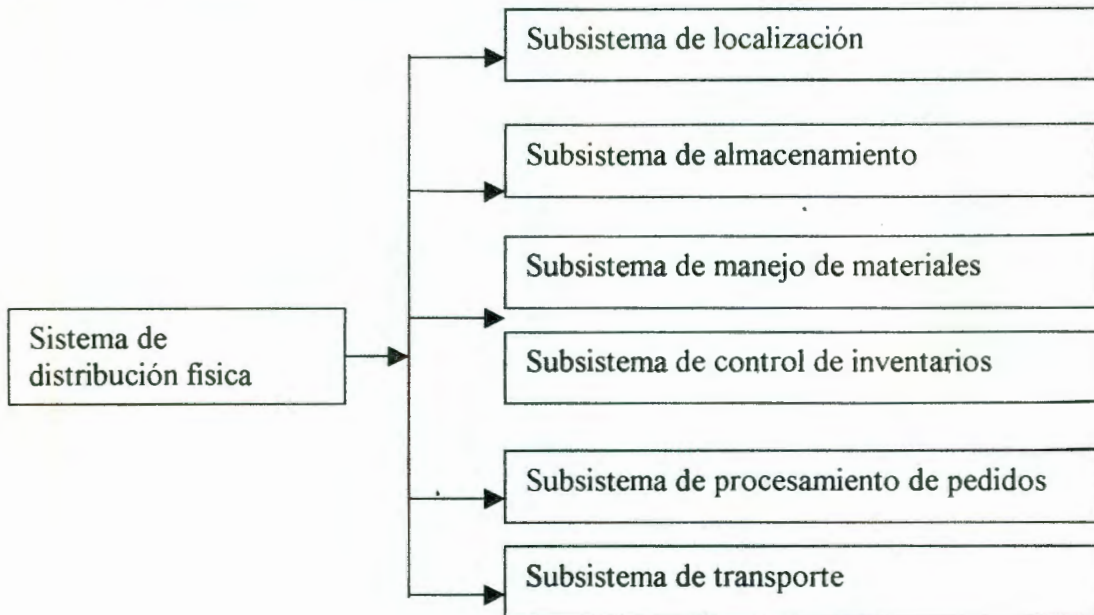 Subsistema de localización
Subsistema de almacenamiento
Subsistema de manejo de materiales
Sistema de
distribución física
Subsistema de control de inventarios
Subsistema de procesamiento de pedidos
Subsistema de transporte